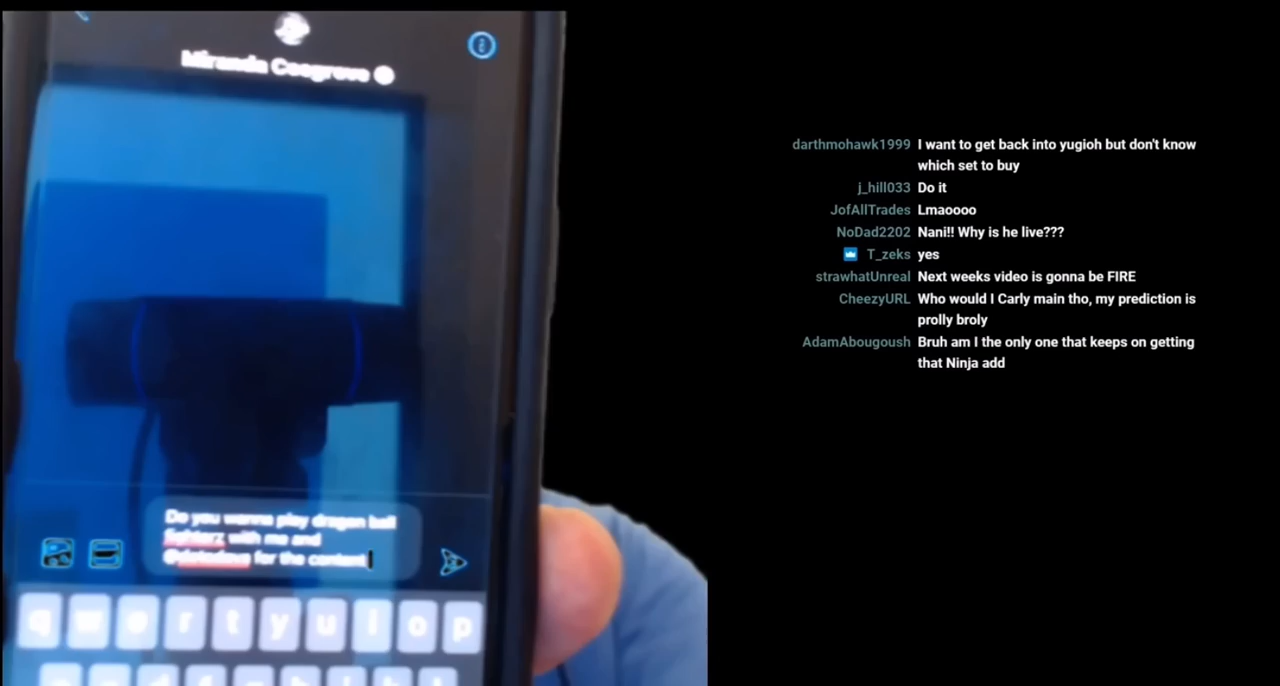 Miranda Cosgrove
Do you wanna play dragon ball
fighterz with me and
for the content
q w e r t y u i o p
darthmohawk1999 I want to get back into yugioh but don't know
which set to buy
j_hill033 Do it
JofAllTrades Lmaoooo
NoDad2202 Nani!! Why is he live???
T_zeks yes
strawhatUnreal Next weeks video is gonna be FIRE
CheezyURL Who would I Carly main tho, my prediction is
prolly broly
AdamAbougoush Bruh am I the only one that keeps on getting
that Ninja add